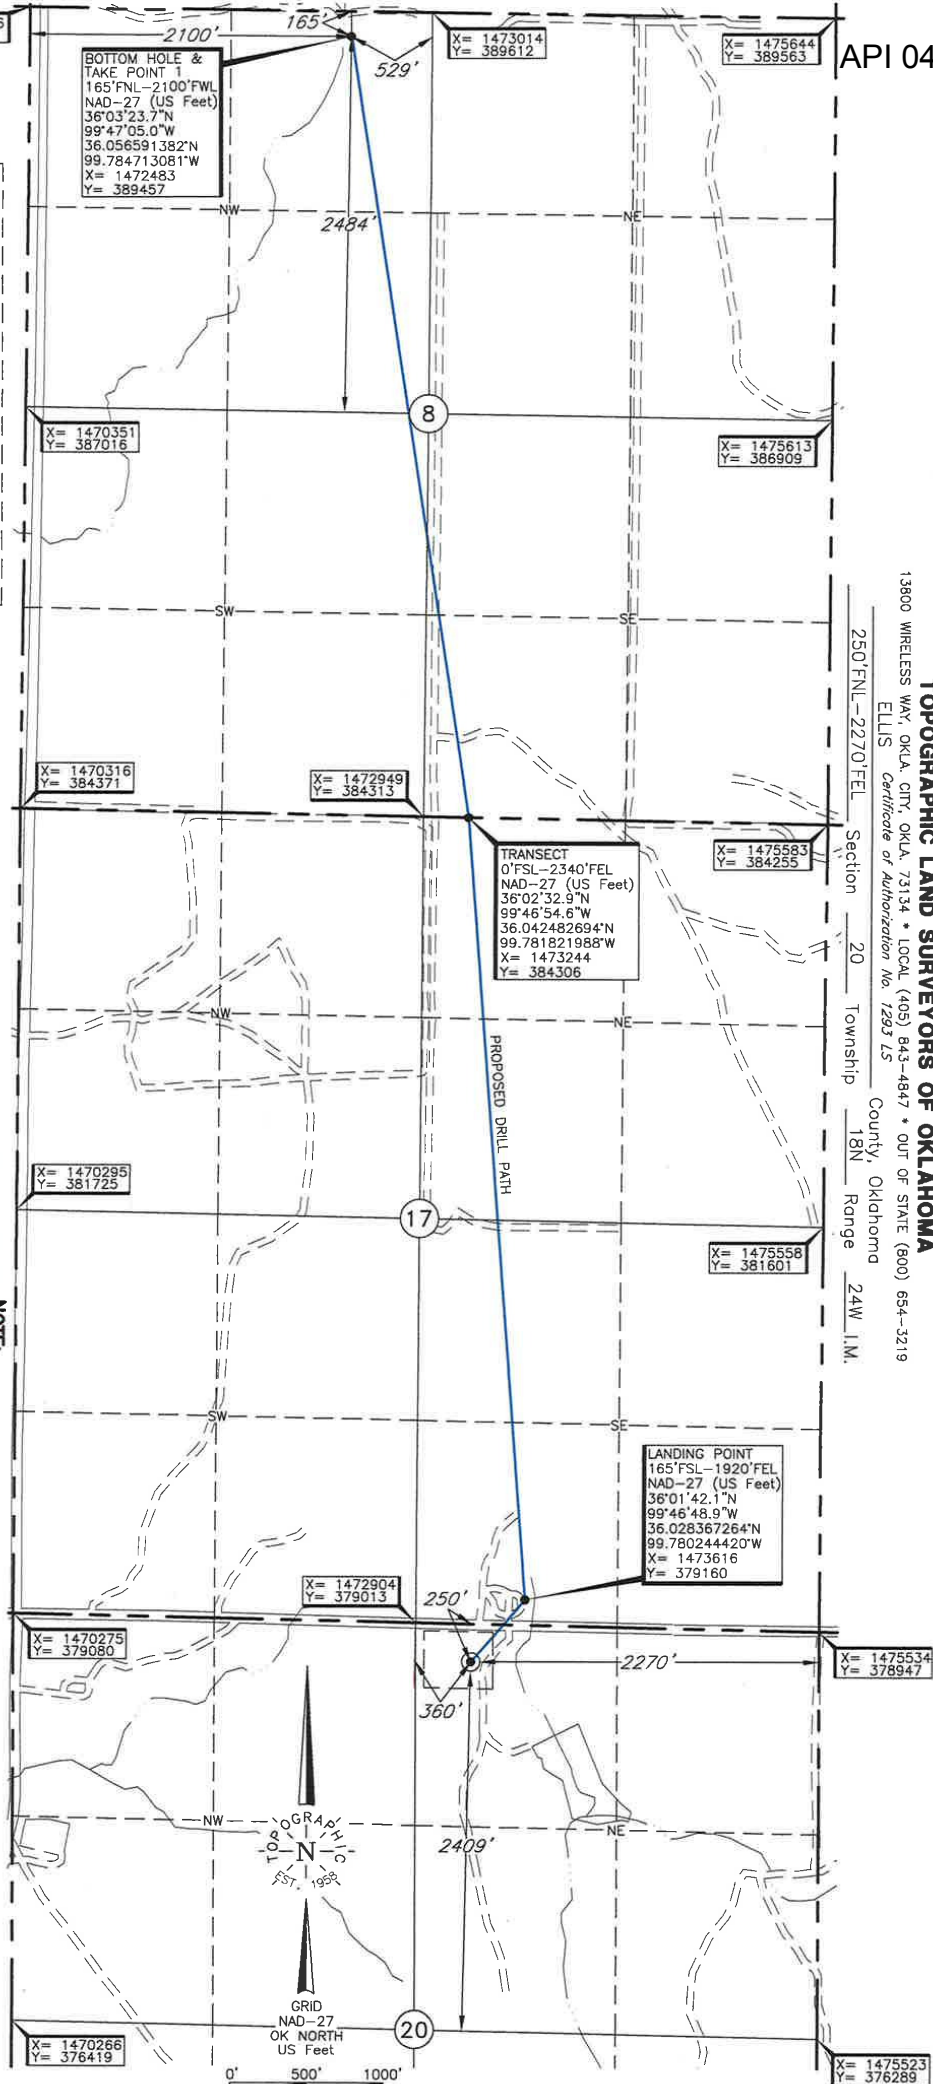 165'
2100'
529'
X= 1473014
Y= 389612
X= 1475644
Y= 389563
API 04
BOTTOM HOLE &
TAKE POINT 1
165'FNL-2100'FWL
NAD-27 (US Feet)
36°03'23.7"N
99°47'05.0"W
36.056591382°N
99.784713081°W
X= 1472483
Y= 389457
NW
NE
2484'
8
X= 1470351
Y= 387016
X= 1475613
Y= 386909
SW
SE
X= 1470316
Y= 384371
X= 1472949
Y= 384313
X= 1475583
Y= 384255
TRANSECT
0'FSL-2340'FEL
NAD-27 (US Feet)
36°02'32.9"N
99°46'54.6"W
36.042482694°N
99.781821988°W
X= 1473244
Y= 384306
NW
NE
PROPOSED DRILL PATH
X= 1470295
Y= 381725
17
X= 1475558
Y= 381601
SW
SE
LANDING POINT
165'FSL-1920'FEL
NAD-27 (US Feet)
36°01'42.1"N
99°46'48.9"W
36.028367264°N
99.780244420°W
X= 1473616
Y= 379160
X= 1472904
Y= 379013
250'
X= 1470275
Y= 379080
X= 1475534
Y= 378947
2270'
360'
NW
NE
2409'
TOPOGRAPHIC
N
EST. 1958
GRID
NAD-27
OK NORTH
US Feet
20
X= 1470266
Y= 376419
X= 1475523
Y= 376289
0' 500' 1000'
TOPOGRAPHIC LAND SURVEYORS OF OKLAHOMA
13800 WIRELESS WAY, OKLA. CITY, OKLA. 73134 * LOCAL (405) 843-4847 * OUT OF STATE (800) 654-3219
Certificate of Authorization No. 1293 LS
ELLIS County, Oklahoma
250'FNL-2270'FEL Section 20 Township 18N Range 24W I.M.